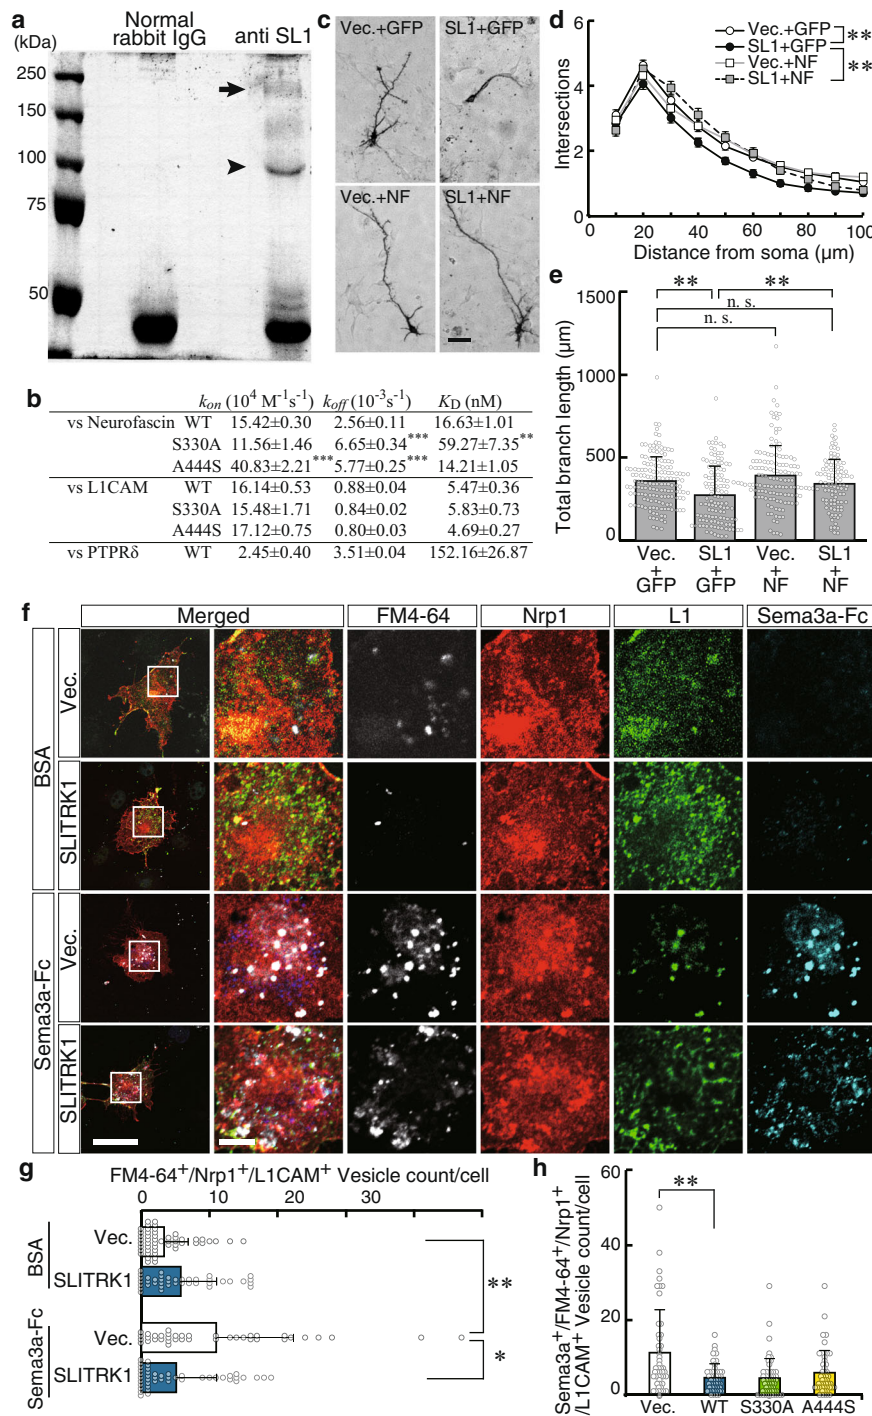 a
Normal
rabbit IgG
anti SL1
(kDa)
250
150
100
75
50
c
Vec.+GFP
SL1+GFP
Vec.+NF
SL1+NF
d
6
4
2
0
Intersections
0 20 40 60 80 100
Distance from soma (µm)
Vec.+GFP
SL1+GFP
Vec.+NF
SL1+NF
**
**
b
k_on (10⁴ M⁻¹s⁻¹) k_off (10⁻³s⁻¹) K_D (nM)
vs Neurofascin WT 15.42±0.30 2.56±0.11 16.63±1.01
S330A 11.56±1.46 6.65±0.34*** 59.27±7.35**
A444S 40.83±2.21*** 5.77±0.25*** 14.21±1.05
vs L1CAM WT 16.14±0.53 0.88±0.04 5.47±0.36
S330A 15.48±1.71 0.84±0.02 5.83±0.73
A444S 17.12±0.75 0.80±0.03 4.69±0.27
vs PTPRδ WT 2.45±0.40 3.51±0.04 152.16±26.87
e
1500
1000
500
0
Total branch length (µm)
** **
n. s.
n. s.
Vec.
+
GFP
SL1
+
GFP
Vec.
+
NF
SL1
+
NF
f
Merged FM4-64 Nrp1 L1 Sema3a-Fc
BSA
Vec.
SLITRK1
Sema3a-Fc
Vec.
SLITRK1
g
FM4-64⁺/Nrp1⁺/L1CAM⁺ Vesicle count/cell
0 10 20 30
BSA
Vec.
SLITRK1
Sema3a-Fc
Vec.
SLITRK1
**
*
h
Sema3a⁺/FM4-64⁺/Nrp1⁺
/L1CAM⁺ Vesicle count/cell
60
40
20
0
**
Vec. WT S330A A444S